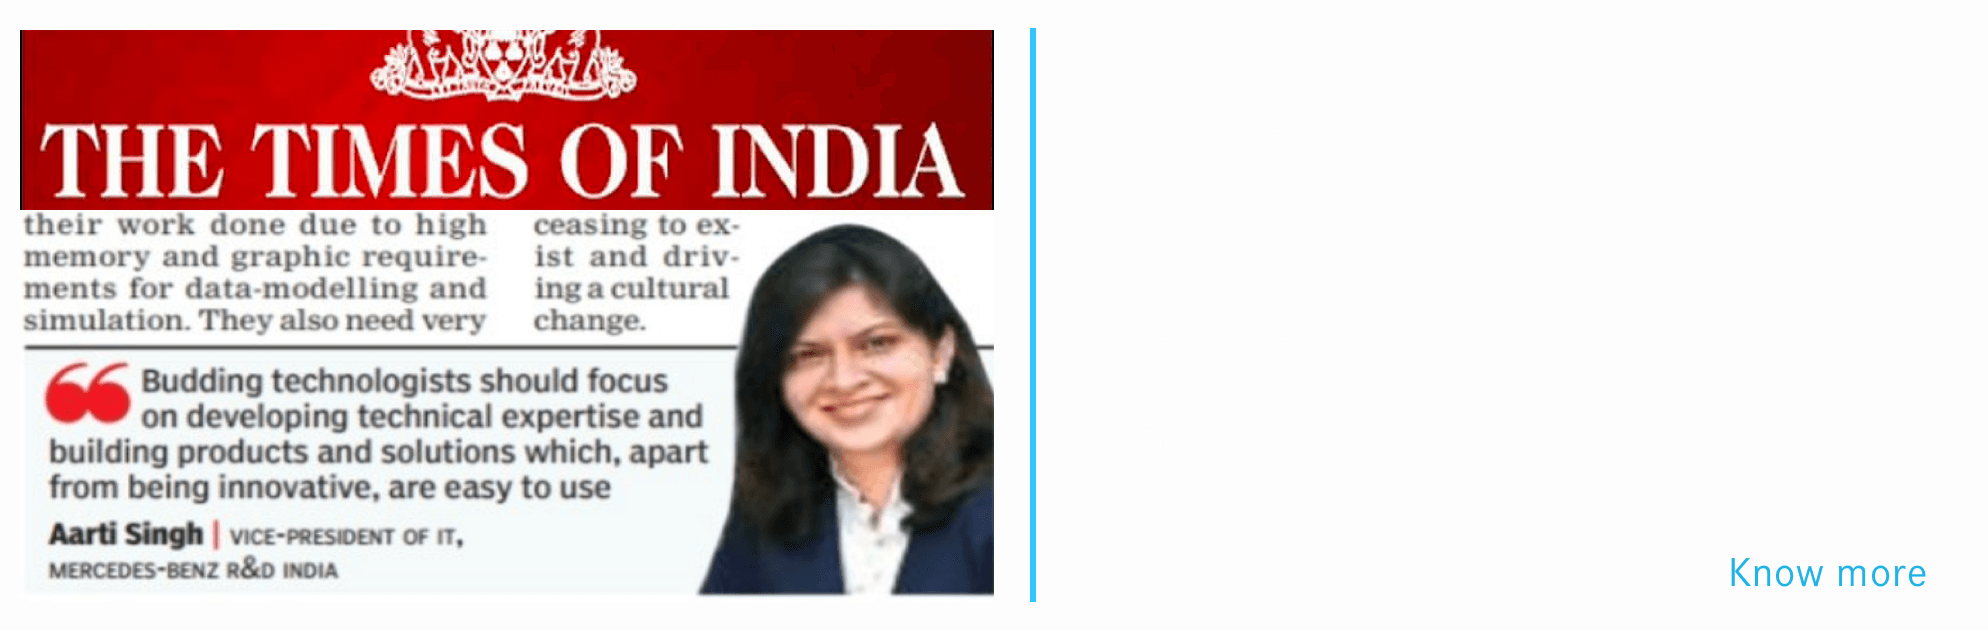 THE TIMES OF INDIA
their work done due to high
memory and graphic require-
ments for data-modelling and
simulation. They also need very
ceasing to ex-
ist and driv-
ing a cultural
change.
Budding technologists should focus
on developing technical expertise and
building products and solutions which, apart
from being innovative, are easy to use
Aarti Singh | VICE-PRESIDENT OF IT,
MERCEDES-BENZ R&D INDIA
Know more